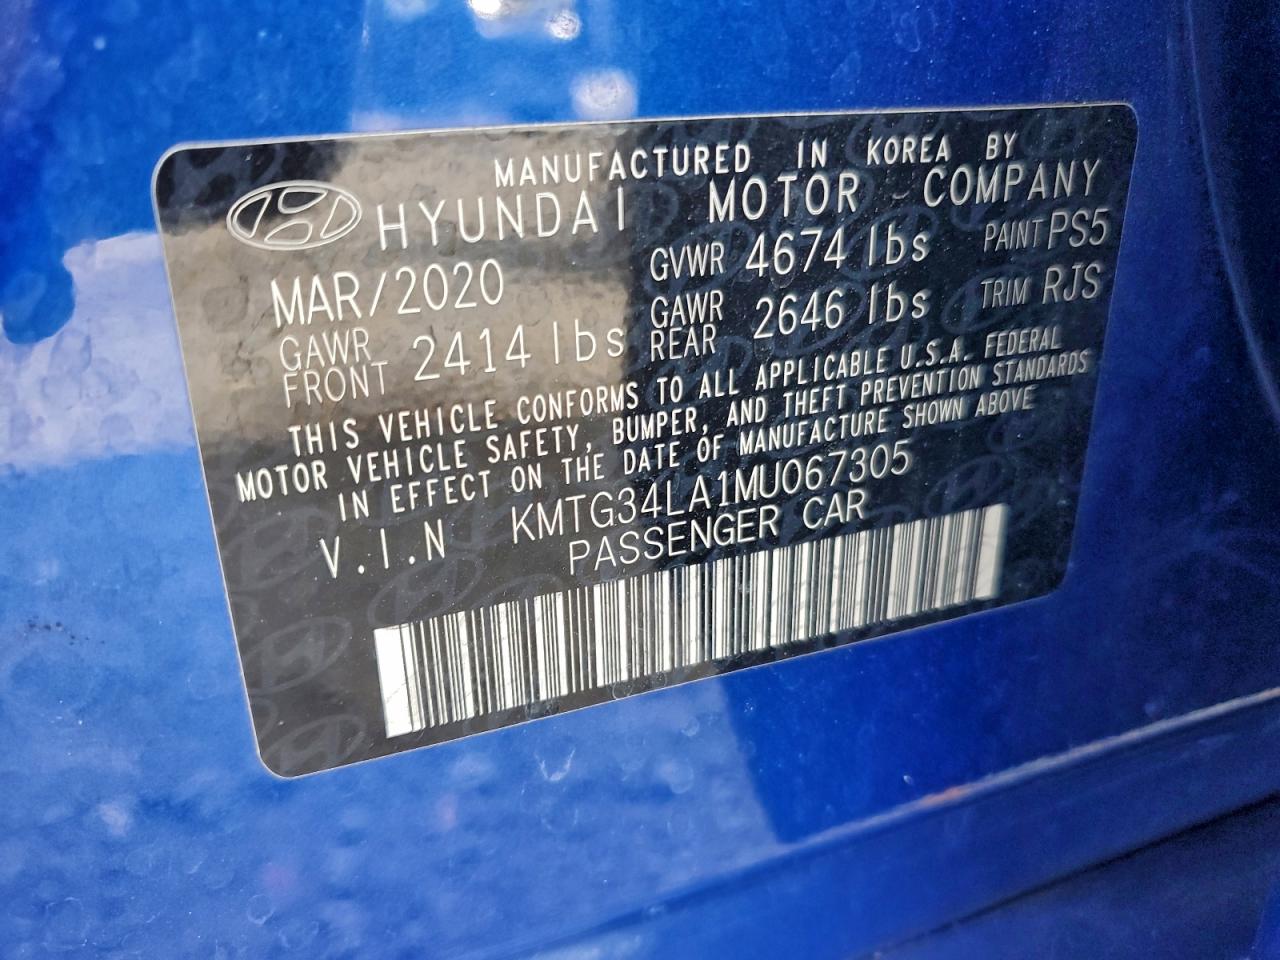 MANUFACTURED IN KOREA BY
HYUNDAI MOTOR COMPANY
MAR/2020 GVWR 4674 lbs PAINT PS5
GAWR FRONT 2414 lbs GAWR REAR 2646 lbs TRIM RJS
THIS VEHICLE CONFORMS TO ALL APPLICABLE U.S.A. FEDERAL
MOTOR VEHICLE SAFETY, BUMPER, AND THEFT PREVENTION STANDARDS
IN EFFECT ON THE DATE OF MANUFACTURE SHOWN ABOVE
V.I.N KMTG34LA1MU067305
PASSENGER CAR